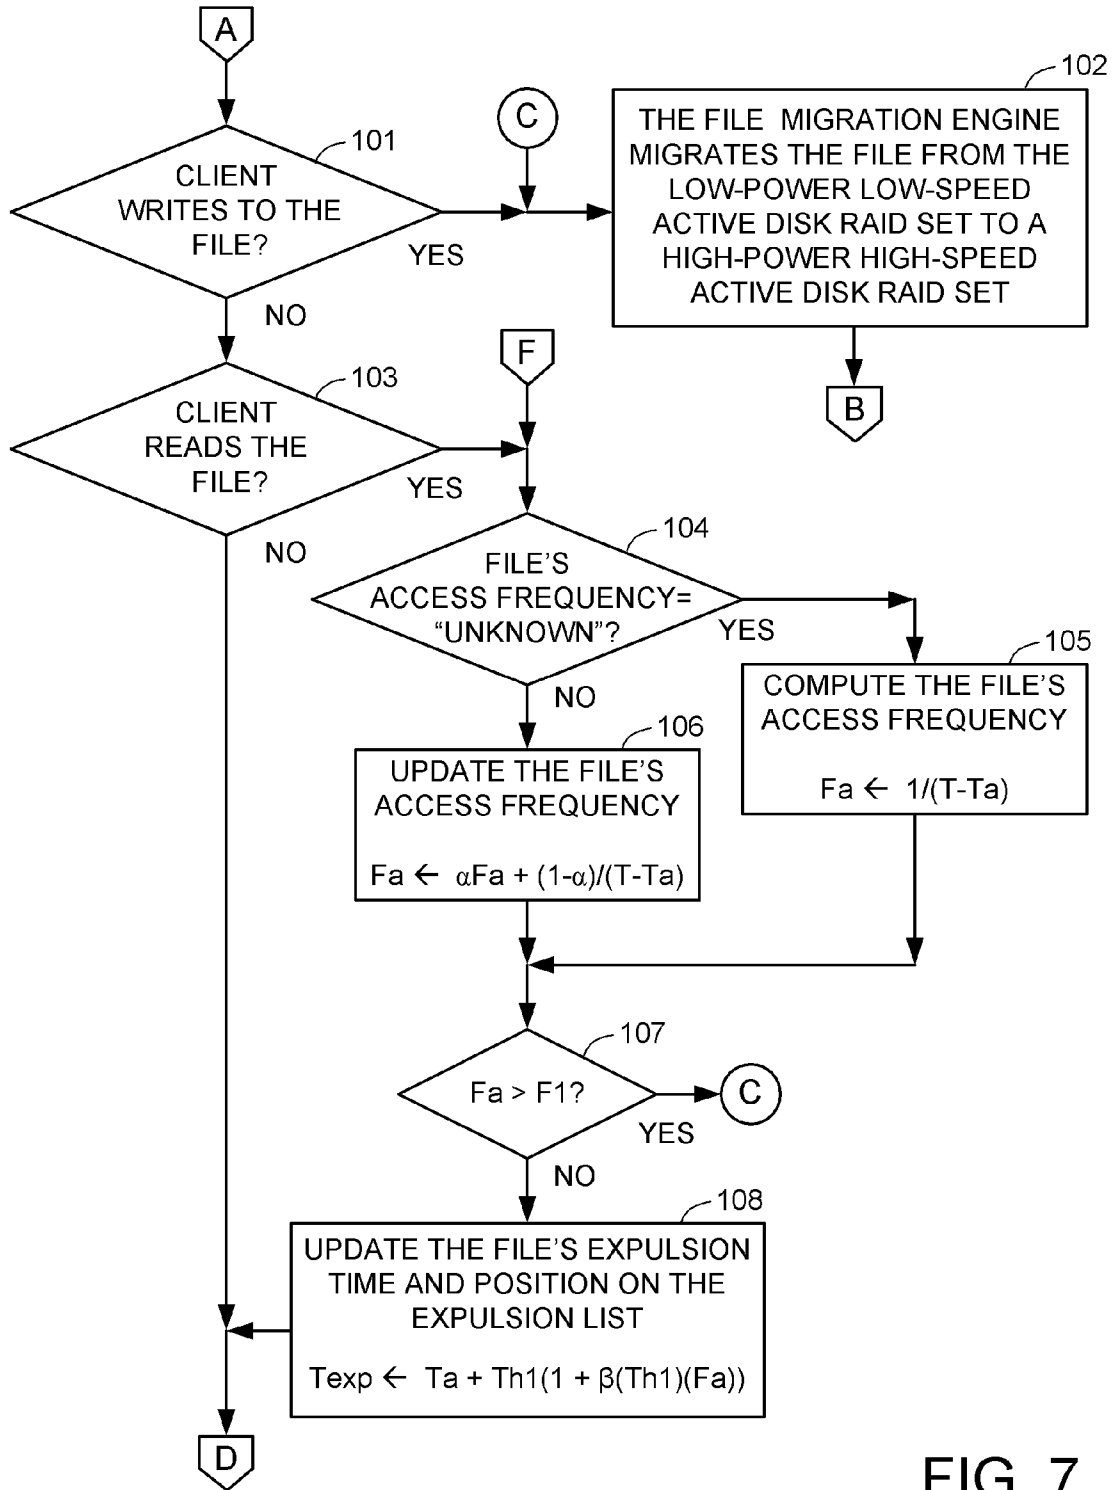 A
101
CLIENT
WRITES TO THE
FILE?
YES
NO
C
102
THE FILE MIGRATION ENGINE
MIGRATES THE FILE FROM THE
LOW-POWER LOW-SPEED
ACTIVE DISK RAID SET TO A
HIGH-POWER HIGH-SPEED
ACTIVE DISK RAID SET
B
103
CLIENT
READS THE
FILE?
YES
NO
F
104
FILE'S
ACCESS FREQUENCY=
“UNKNOWN”?
YES
NO
105
COMPUTE THE FILE'S
ACCESS FREQUENCY
Fa ← 1/(T-Ta)
106
UPDATE THE FILE'S
ACCESS FREQUENCY
Fa ← αFa + (1-α)/(T-Ta)
107
Fa > F1?
YES
C
NO
108
UPDATE THE FILE'S EXPULSION
TIME AND POSITION ON THE
EXPULSION LIST
Texp ← Ta + Th1(1 + β(Th1)(Fa))
D
FIG. 7